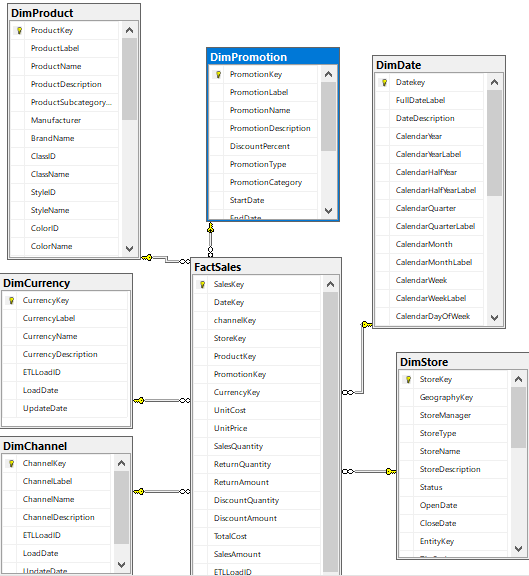 DimProduct
ProductKey
ProductLabel
ProductName
ProductDescription
ProductSubcategory...
Manufacturer
BrandName
ClassID
ClassName
StyleID
StyleName
ColorID
ColorName
DimPromotion
PromotionKey
PromotionLabel
PromotionName
PromotionDescription
DiscountPercent
PromotionType
PromotionCategory
StartDate
EndDate
DimDate
Datekey
FullDateLabel
DateDescription
CalendarYear
CalendarYearLabel
CalendarHalfYear
CalendarHalfYearLabel
CalendarQuarter
CalendarQuarterLabel
CalendarMonth
CalendarMonthLabel
CalendarWeek
CalendarWeekLabel
CalendarDayOfWeek
DimCurrency
CurrencyKey
CurrencyLabel
CurrencyName
CurrencyDescription
ETLLoadID
LoadDate
UpdateDate
FactSales
SalesKey
DateKey
channelKey
StoreKey
ProductKey
PromotionKey
CurrencyKey
UnitCost
UnitPrice
SalesQuantity
ReturnQuantity
ReturnAmount
DiscountQuantity
DiscountAmount
TotalCost
SalesAmount
ETLLoadID
DimStore
StoreKey
GeographyKey
StoreManager
StoreType
StoreName
StoreDescription
Status
OpenDate
CloseDate
EntityKey
DimChannel
ChannelKey
ChannelLabel
ChannelName
ChannelDescription
ETLLoadID
LoadDate
UpdateDate